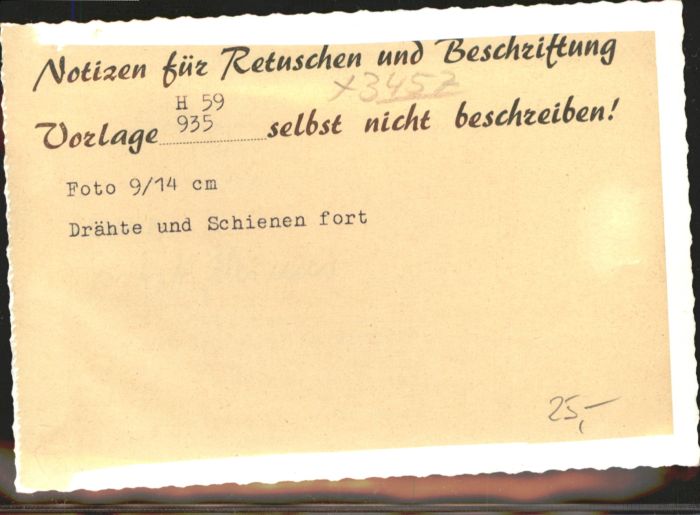 Notizen für Retuschen und Beschriftung
x3457
H 59
Vorlage 935 selbst nicht beschreiben!
Foto 9/14 cm
Drähte und Schienen fort
25,-